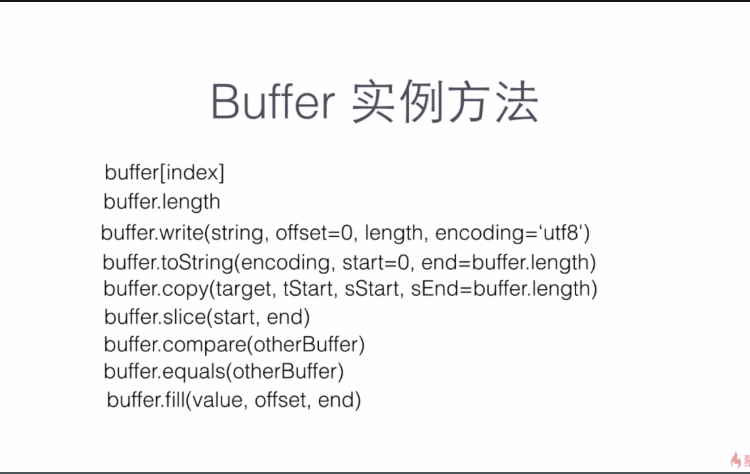 Buffer 实例方法
buffer[index]
buffer.length
buffer.write(string, offset=0, length, encoding=‘utf8')
buffer.toString(encoding, start=0, end=buffer.length)
buffer.copy(target, tStart, sStart, sEnd=buffer.length)
buffer.slice(start, end)
buffer.compare(otherBuffer)
buffer.equals(otherBuffer)
buffer.fill(value, offset, end)